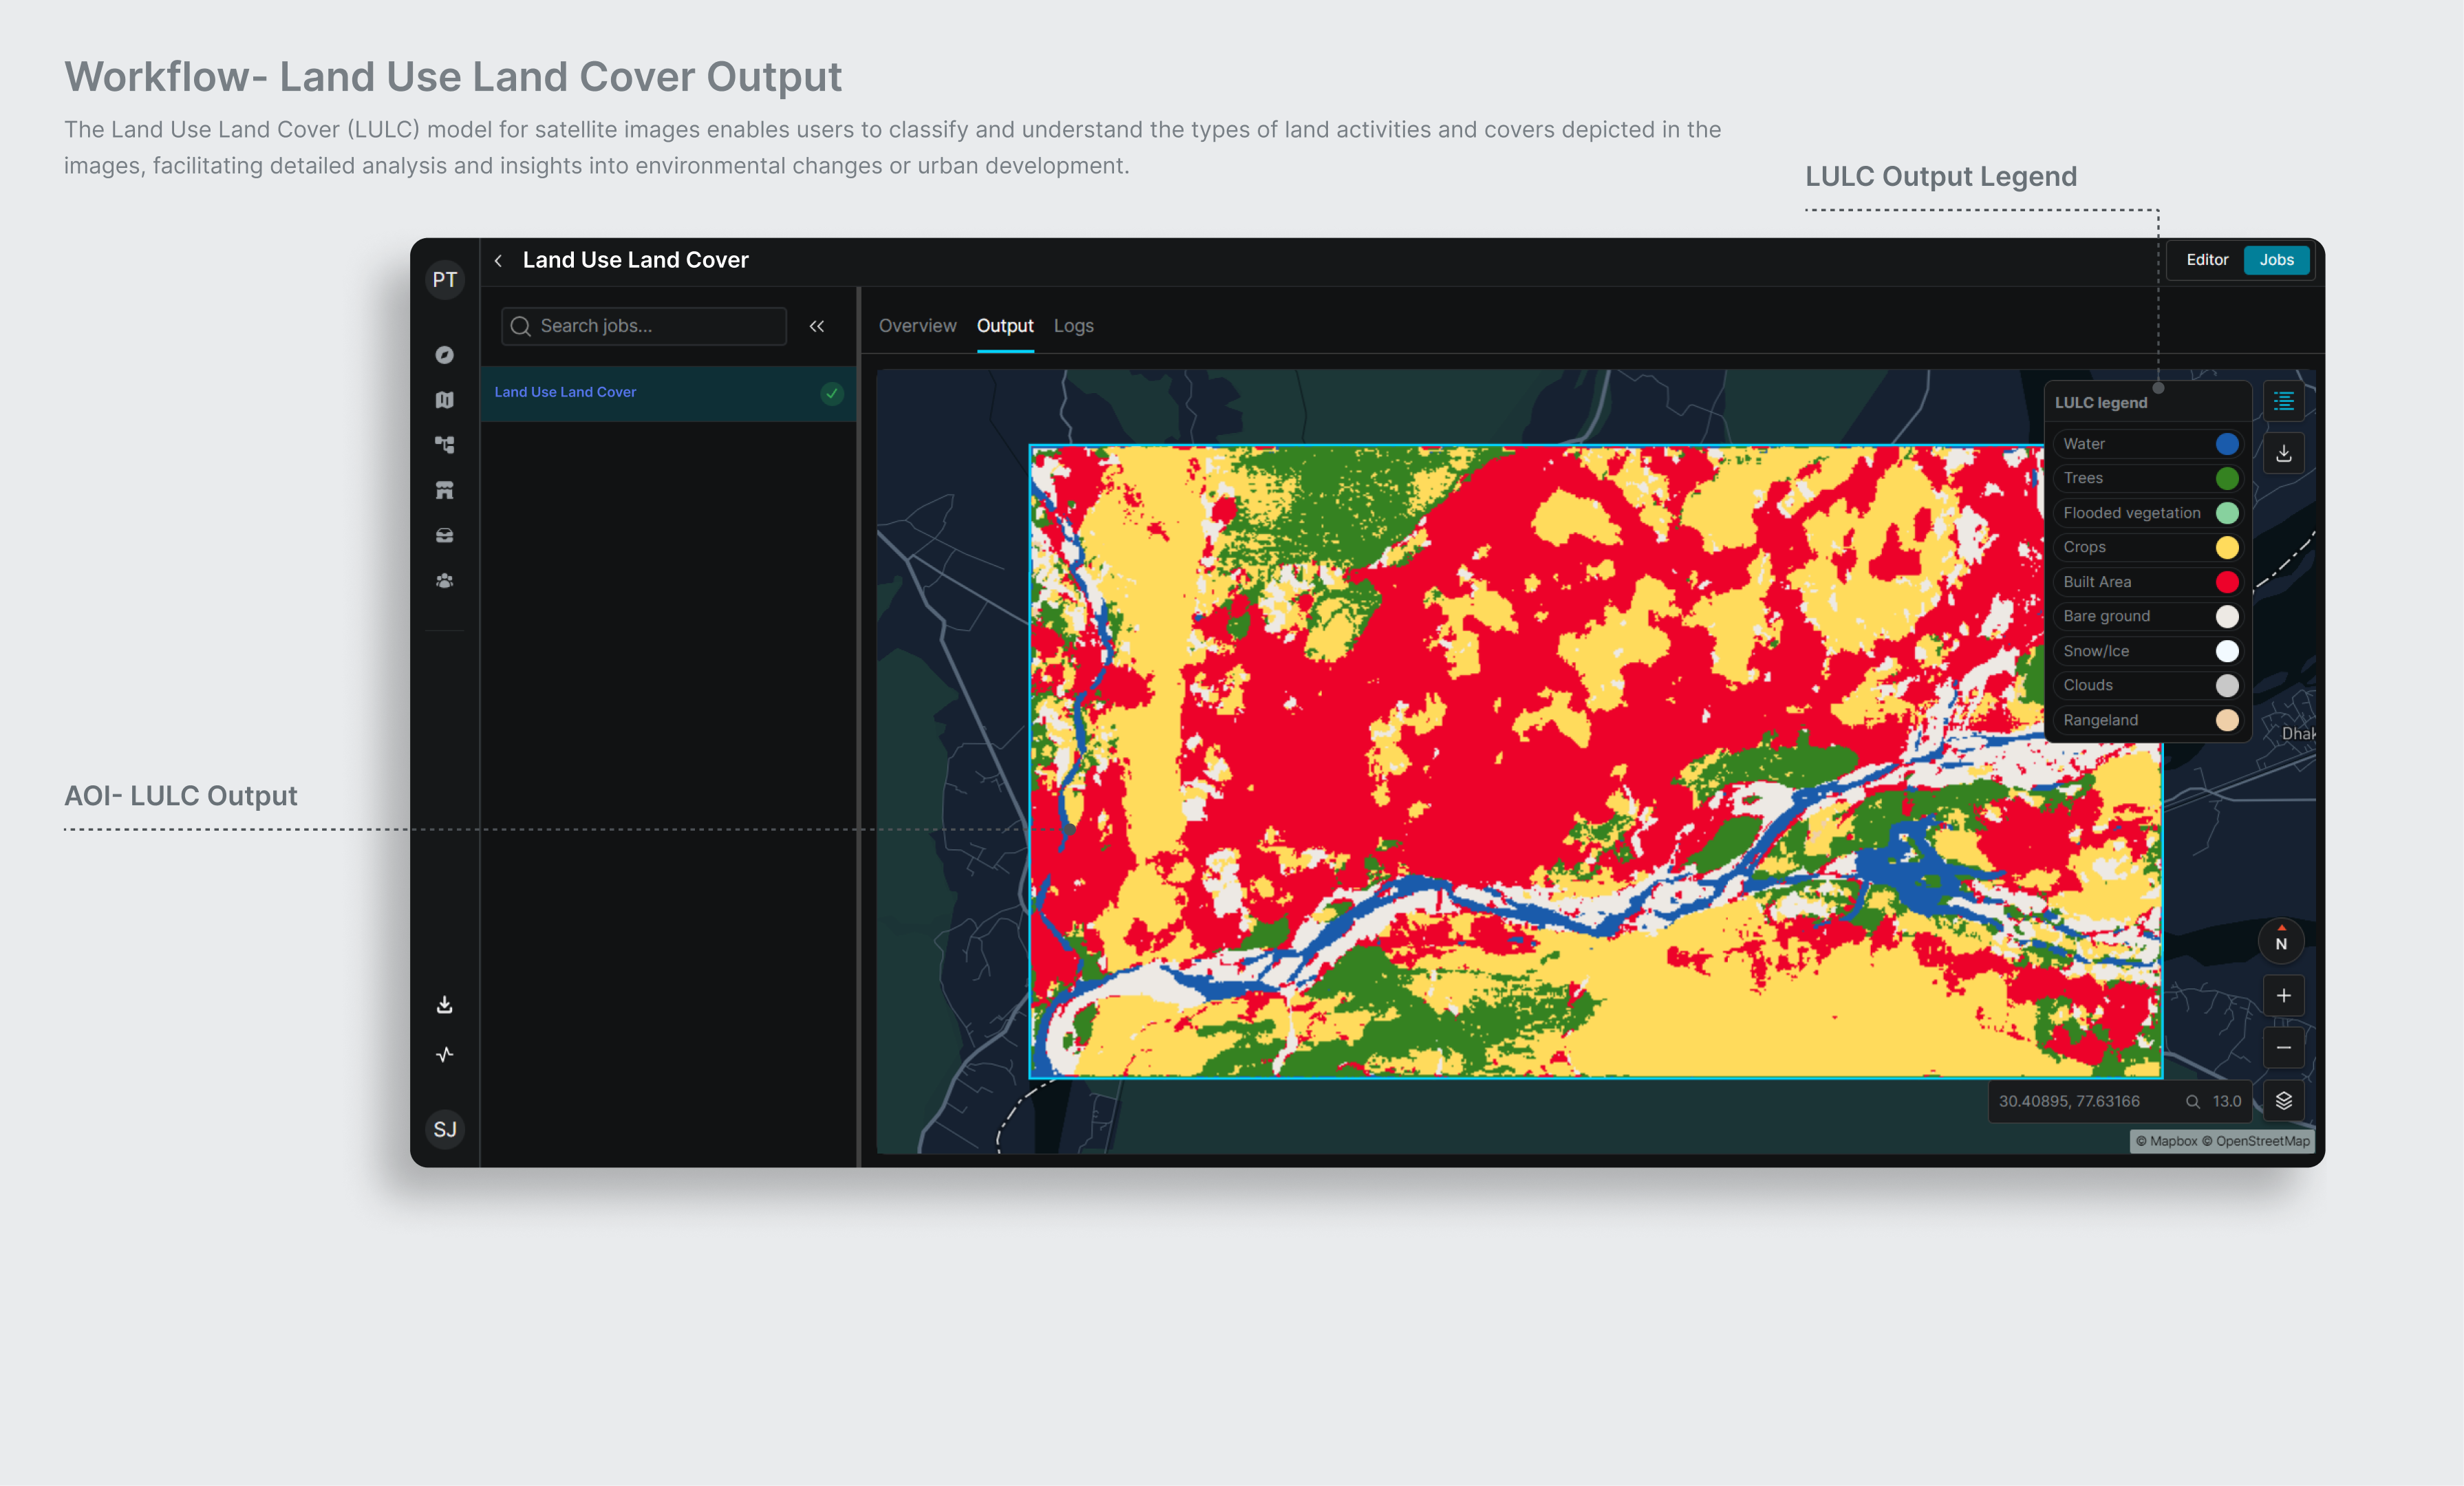 Workflow- Land Use Land Cover Output
The Land Use Land Cover (LULC) model for satellite images enables users to classify and understand the types of land activities and covers depicted in the
images, facilitating detailed analysis and insights into environmental changes or urban development.
LULC Output Legend
PT
Land Use Land Cover
Editor
Jobs
Search jobs...
Overview
Output
Logs
Land Use Land Cover
LULC legend
Water
Trees
Flooded vegetation
Crops
Built Area
Bare ground
Snow/Ice
Clouds
Rangeland
Dhak
AOI- LULC Output
N
30.40895, 77.63166
13.0
SJ
© Mapbox © OpenStreetMap